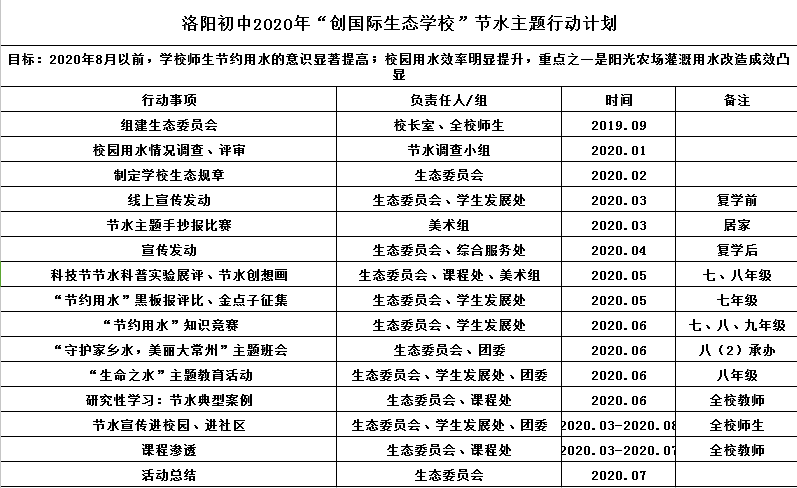 洛阳初中2020年“创国际生态学校”节水主题行动计划
目标：2020年8月以前，学校师生节约用水的意识显著提高；校园用水效率明显提升，重点之一是阳光农场灌溉用水改造成效凸
显
行动事项 负责人/组 时间 备注
组建生态委员会 校长室、全校师生 2019.09
校园用水情况调查、评审 节水调查小组 2020.01
制定学校生态规章 生态委员会 2020.02
线上宣传发动 生态委员会、学生发展处 2020.03 复学前
节水主题手抄报比赛 美术组 2020.03 居家
宣传发动 生态委员会、综合服务处 2020.04 复学后
科技节节水科普实验展评、节水创想画 生态委员会、课程处、美术组 2020.05 七、八年级
“节约用水”黑板报评比、金点子征集 生态委员会、学生发展处 2020.05 七年级
“节约用水”知识竞赛 生态委员会、学生发展处 2020.06 七、八、九年级
“守护家乡水，美丽大常州”主题班会 生态委员会、团委 2020.06 八（2）承办
“生命之水”主题教育活动 生态委员会、学生发展处、团委 2020.06 八年级
研究性学习：节水典型案例 生态委员会、课程处 2020.06 全校教师
节水宣传进校园、进社区 生态委员会、学生发展处、团委 2020.03-2020.08 全校师生
课程渗透 生态委员会、课程处 2020.03-2020.07 全校教师
活动总结 生态委员会 2020.07